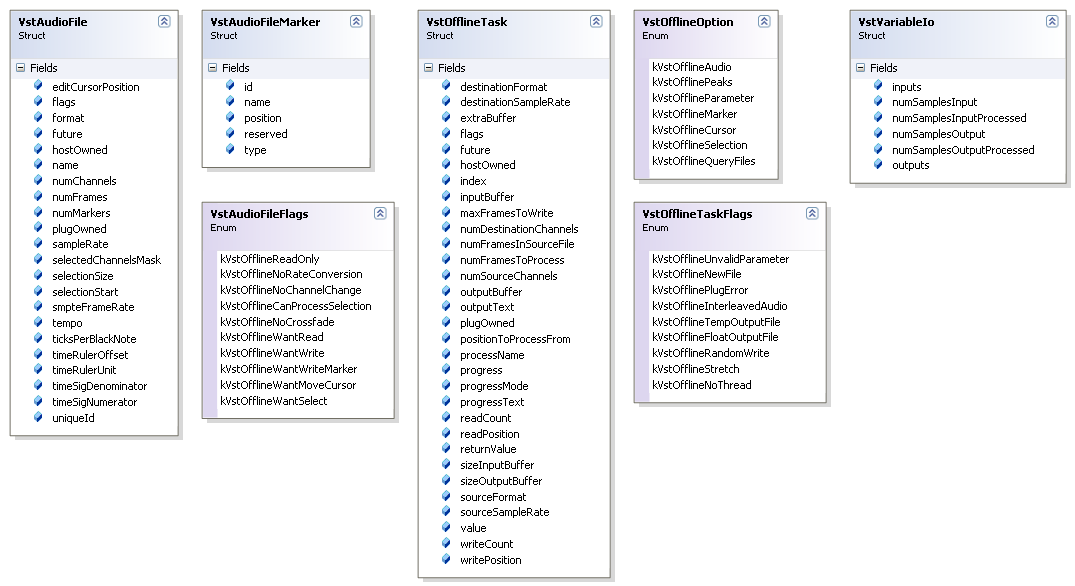 VstAudioFile
Struct
Fields
editCursorPosition
flags
format
future
hostOwned
name
numChannels
numFrames
numMarkers
plugOwned
sampleRate
selectedChannelsMask
selectionSize
selectionStart
smpteFrameRate
tempo
ticksPerBlackNote
timeRulerOffset
timeRulerUnit
timeSigDenominator
timeSigNumerator
uniqueId
VstAudioFileMarker
Struct
Fields
id
name
position
reserved
type
VstAudioFileFlags
Enum
kVstOfflineReadOnly
kVstOfflineNoRateConversion
kVstOfflineNoChannelChange
kVstOfflineCanProcessSelection
kVstOfflineNoCrossfade
kVstOfflineWantRead
kVstOfflineWantWrite
kVstOfflineWantWriteMarker
kVstOfflineWantMoveCursor
kVstOfflineWantSelect
VstOfflineTask
Struct
Fields
destinationFormat
destinationSampleRate
extraBuffer
flags
future
hostOwned
index
inputBuffer
maxFramesToWrite
numDestinationChannels
numFramesInSourceFile
numFramesToProcess
numSourceChannels
outputBuffer
outputText
plugOwned
positionToProcessFrom
processName
progress
progressMode
progressText
readCount
readPosition
returnValue
sizeInputBuffer
sizeOutputBuffer
sourceFormat
sourceSampleRate
value
writeCount
writePosition
VstOfflineOption
Enum
kVstOfflineAudio
kVstOfflinePeaks
kVstOfflineParameter
kVstOfflineMarker
kVstOfflineCursor
kVstOfflineSelection
kVstOfflineQueryFiles
VstOfflineTaskFlags
Enum
kVstOfflineUnvalidParameter
kVstOfflineNewFile
kVstOfflinePlugError
kVstOfflineInterleavedAudio
kVstOfflineTempOutputFile
kVstOfflineFloatOutputFile
kVstOfflineRandomWrite
kVstOfflineStretch
kVstOfflineNoThread
VstVariableIo
Struct
Fields
inputs
numSamplesInput
numSamplesInputProcessed
numSamplesOutput
numSamplesOutputProcessed
outputs